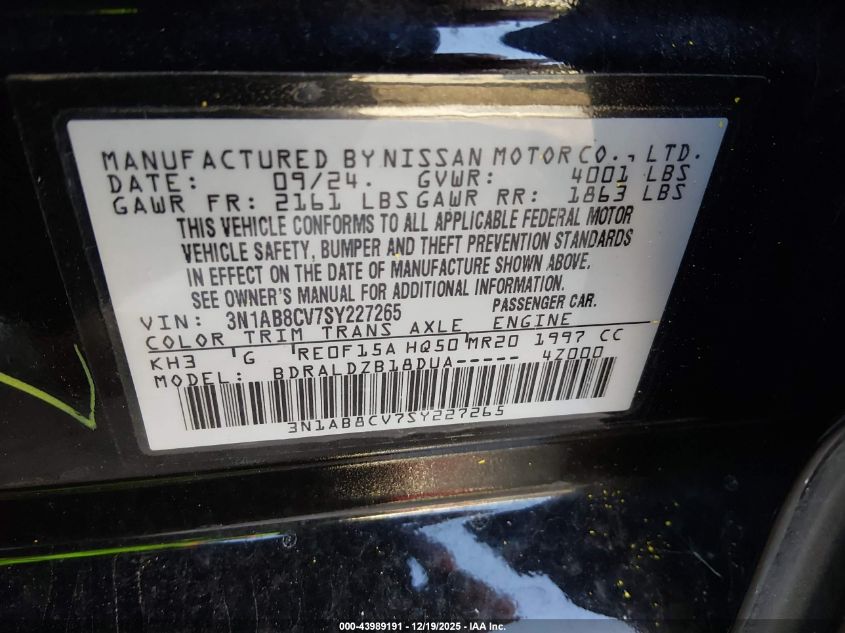 MANUFACTURED BY NISSAN MOTOR CO., LTD.
DATE: 09/24. GVWR: 4001 LBS
GAWR FR: 2161 LBS GAWR RR: 1863 LBS
THIS VEHICLE CONFORMS TO ALL APPLICABLE FEDERAL MOTOR
VEHICLE SAFETY, BUMPER AND THEFT PREVENTION STANDARDS
IN EFFECT ON THE DATE OF MANUFACTURE SHOWN ABOVE.
SEE OWNER'S MANUAL FOR ADDITIONAL INFORMATION.
VIN: 3N1AB8CV7SY227265 PASSENGER CAR.
COLOR TRIM TRANS AXLE ENGINE
KH3 G RE0F15A HQ50 MR20 1997 CC
MODEL: BDRALDZB18DUA----- 47000
3N1AB8CV7SY227265
000-43989191 - 12/19/2025 - IAA Inc.